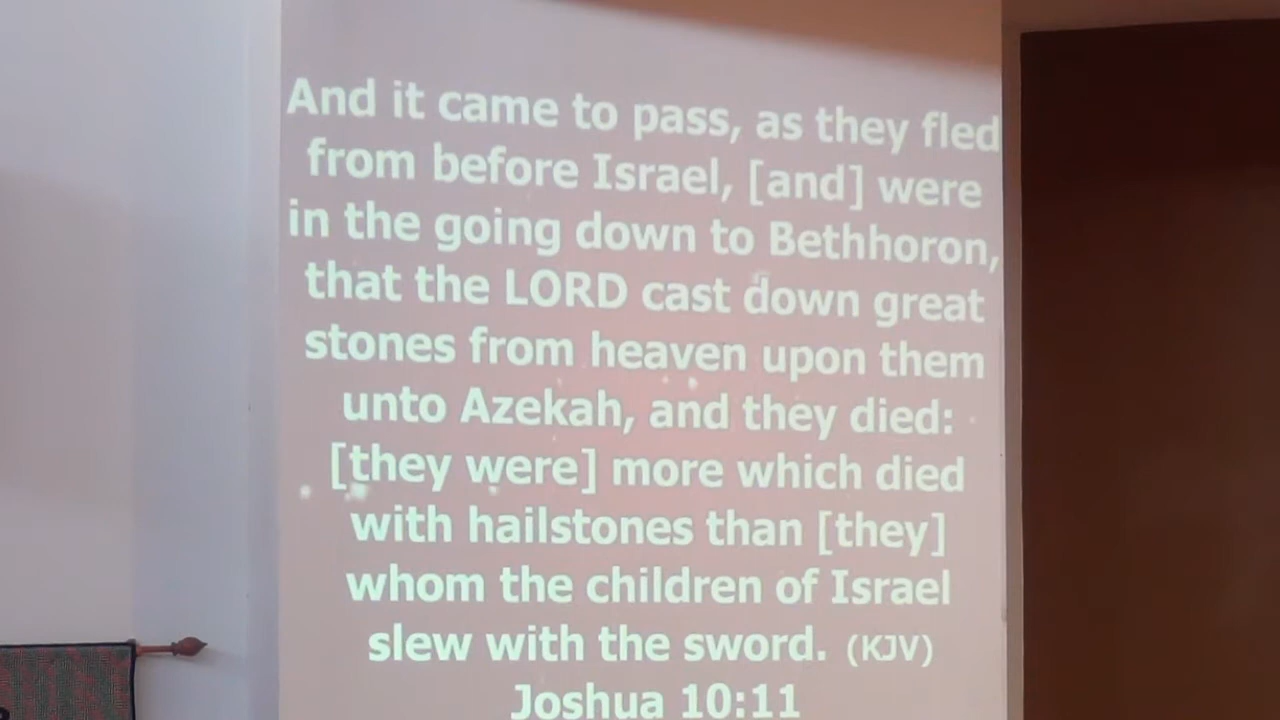 And it came to pass, as they fled
from before Israel, [and] were
in the going down to Bethhoron,
that the LORD cast down great
stones from heaven upon them
unto Azekah, and they died:
[they were] more which died
with hailstones than [they]
whom the children of Israel
slew with the sword. (KJV)
Joshua 10:11